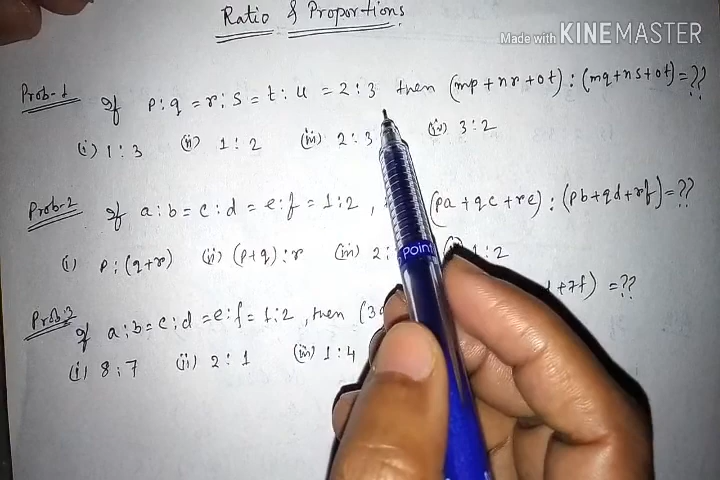 Ratio & Proportions
Made with KINEMASTER
Prob-1 If p:q = r:s = t:u = 2:3 then (mp+nr+ot):(mq+ns+ot)=??
(i) 1:3 (ii) 1:2 (iii) 2:3 (iv) 3:2
Prob-2 If a:b = c:d = e:f = 1:2, (pa+qc+re):(pb+qd+rf)=??
(i) p:(q+r) (ii) (p+q):r (iii) 2: 1:2
Prob:3 If a:b=c:d=e:f=1:2, then (3a d+7f) =??
(i) 8:7 (ii) 2:1 (iii) 1:4
Point